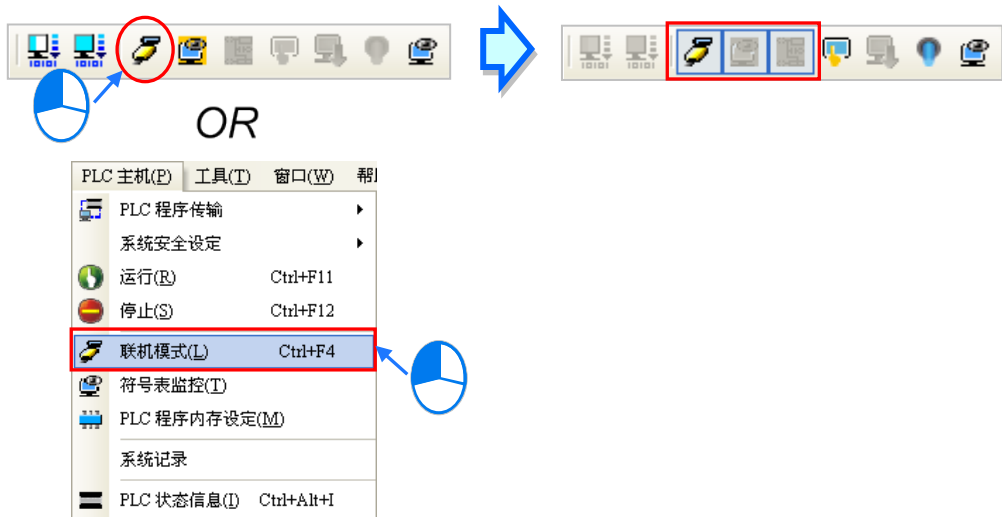 OR
PLC 主机(P) 工具(T) 窗口(W) 帮
PLC 程序传输
系统安全设定
运行(R) Ctrl+F11
停止(S) Ctrl+F12
联机模式(L) Ctrl+F4
符号表监控(T)
PLC 程序内存设定(M)
系统记录
PLC 状态信息(I) Ctrl+Alt+I